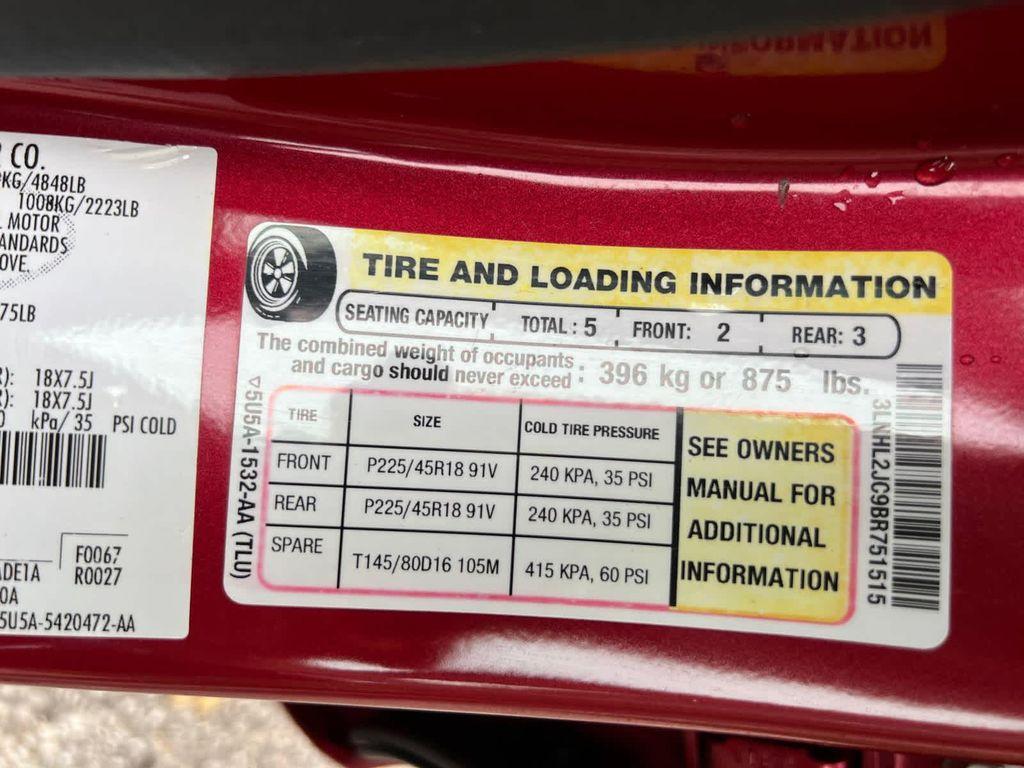 CO.
KG/4848LB
1008KG/2223LB
MOTOR
ANDARDS
OVE.
75LB
18X7.5J
18X7.5J
kPa/35 PSI COLD
F0067
R0027
ADE1A
0A
5U5A-5420472-AA
TIRE AND LOADING INFORMATION
SEATING CAPACITY TOTAL: 5 FRONT: 2 REAR: 3
The combined weight of occupants
and cargo should never exceed: 396 kg or 875 lbs.
TIRE SIZE COLD TIRE PRESSURE
FRONT P225/45R18 91V 240 KPA, 35 PSI
REAR P225/45R18 91V 240 KPA, 35 PSI
SPARE T145/80D16 105M 415 KPA, 60 PSI
SEE OWNERS
MANUAL FOR
ADDITIONAL
INFORMATION
5U5A-1532-AA (TLU)
3LNHL2JC9BR751515
INFORMATION